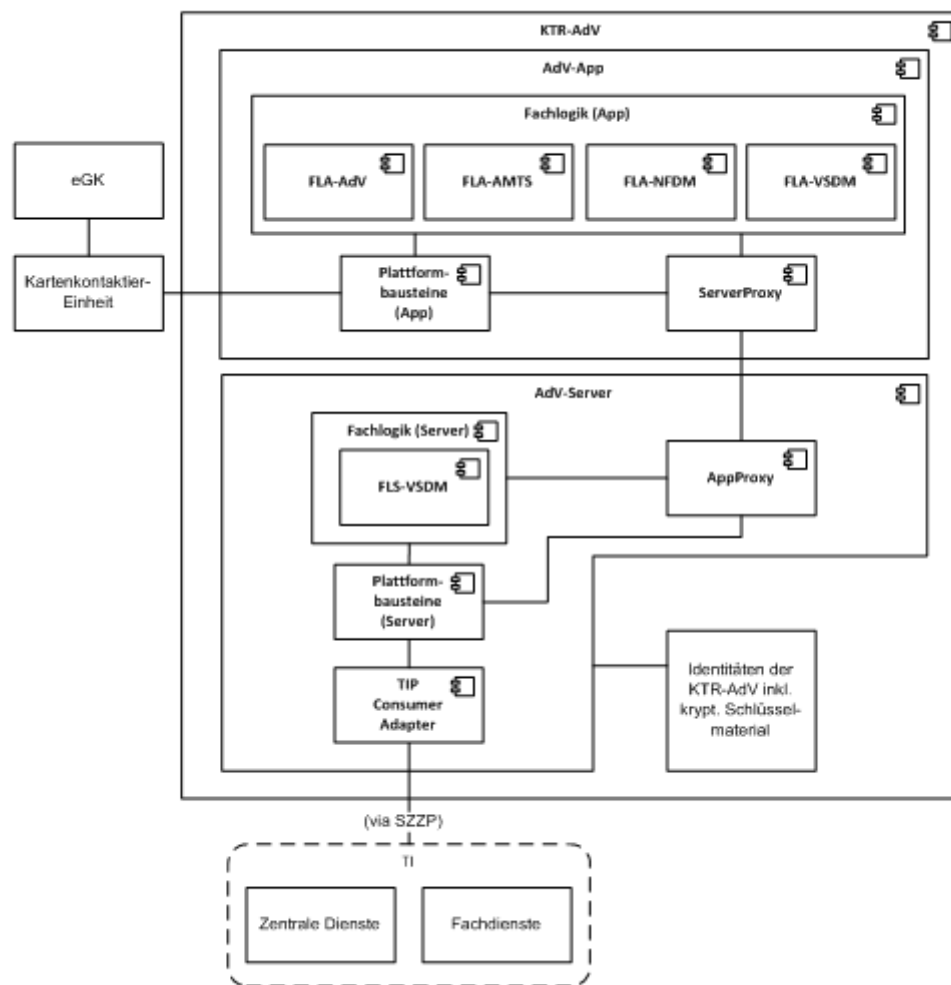 KTR-AdV
AdV-App
Fachlogik (App)
FLA-AdV
FLA-AMTS
FLA-NFDM
FLA-VSDM
eGK
Kartenkontaktier-
Einheit
Plattform-
bausteine
(App)
ServerProxy
AdV-Server
Fachlogik (Server)
FLS-VSDM
AppProxy
Plattform-
bausteine
(Server)
TIP
Consumer
Adapter
Identitäten der
KTR-AdV inkl.
krypt. Schlüssel-
material
(via SZZP)
TI
Zentrale Dienste
Fachdienste